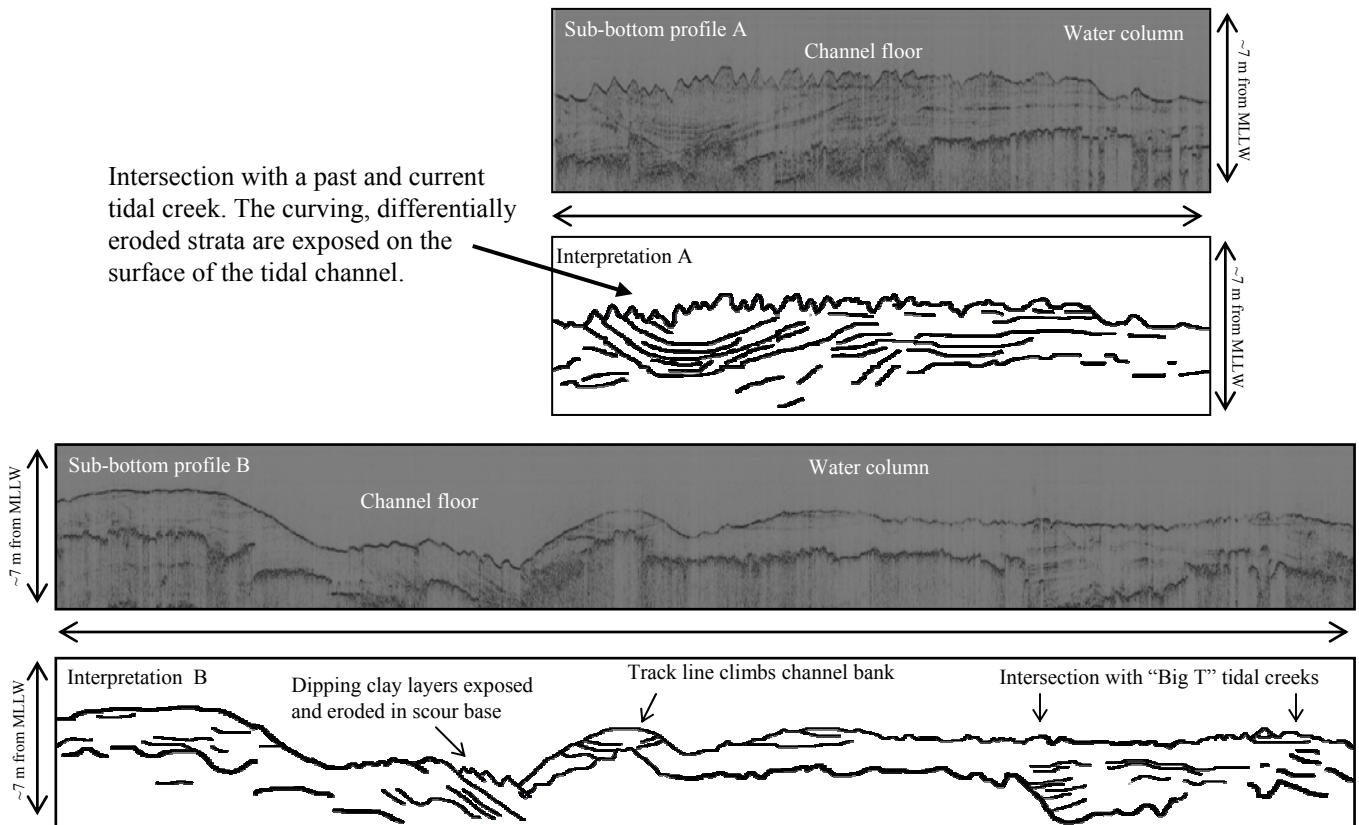 Sub-bottom profile A
Water column
Channel floor
~7 m from MLLW
Intersection with a past and current
tidal creek. The curving, differentially
eroded strata are exposed on the
surface of the tidal channel.
Interpretation A
~7 m from MLLW
Sub-bottom profile B
Water column
Channel floor
~7 m from MLLW
Interpretation  B
Dipping clay layers exposed
and eroded in scour base
Track line climbs channel bank
Intersection with “Big T” tidal creeks
~7 m from MLLW